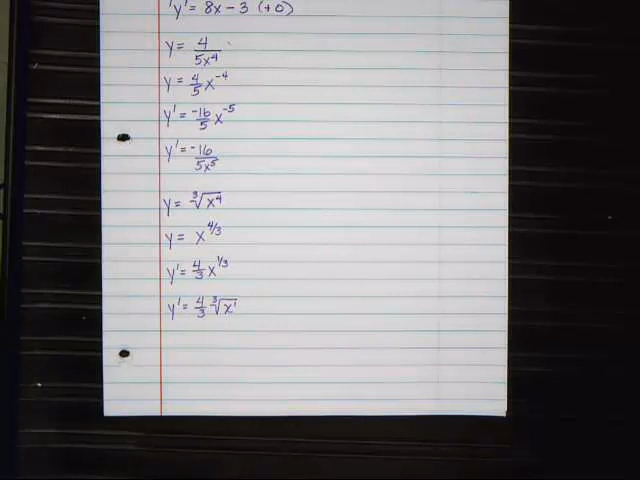 y' = 8x - 3 (+0)
y = 4/5x⁴
y = 4/5 x⁻⁴
y' = -16/5 x⁻⁵
y' = -16/5x⁵
y = ∛x⁴
y = x^4/3
y' = 4/3 x^1/3
y' = 4/3 ∛x¹